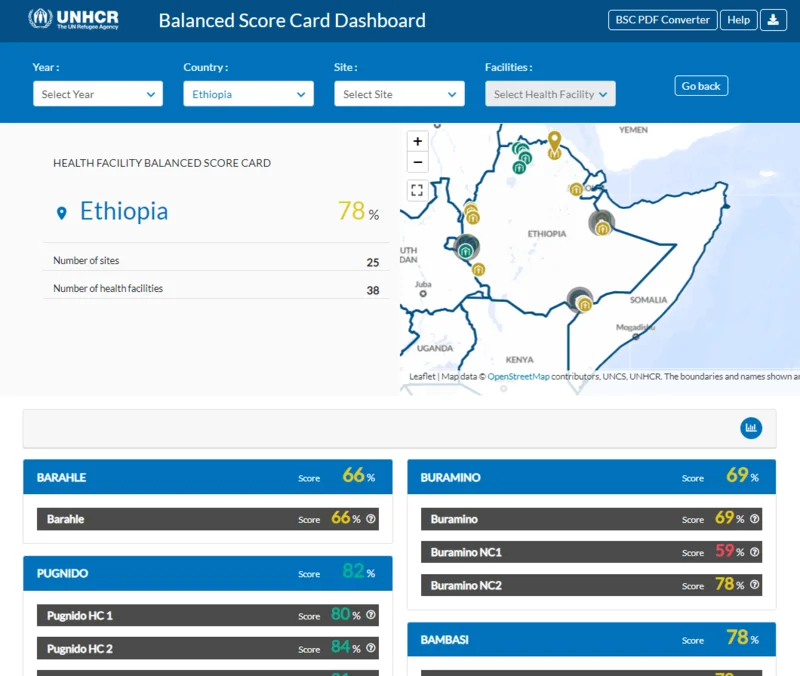 UNHCR
The UN Refugee Agency
Balanced Score Card Dashboard
BSC PDF Converter
Help
Year :
Country :
Site :
Facilities :
Select Year
Ethiopia
Select Site
Select Health Facility
Go back
HEALTH FACILITY BALANCED SCORE CARD
Ethiopia
78 %
Number of sites
25
Number of health facilities
38
+
−
YEMEN
ETHIOPIA
UTH
DAN
Juba
SOMALIA
Mogadishu
UGANDA
KENYA
Leaflet | Map data © OpenStreetMap contributors, UNCS, UNHCR. The boundaries and names shown
BARAHLE Score 66 %
Barahle Score 66 %
PUGNIDO Score 82 %
Pugnido HC 1 Score 80 %
Pugnido HC 2 Score 84 %
BURAMINO Score 69 %
Buramino Score 69 %
Buramino NC1 Score 59 %
Buramino NC2 Score 78 %
BAMBASI Score 78 %